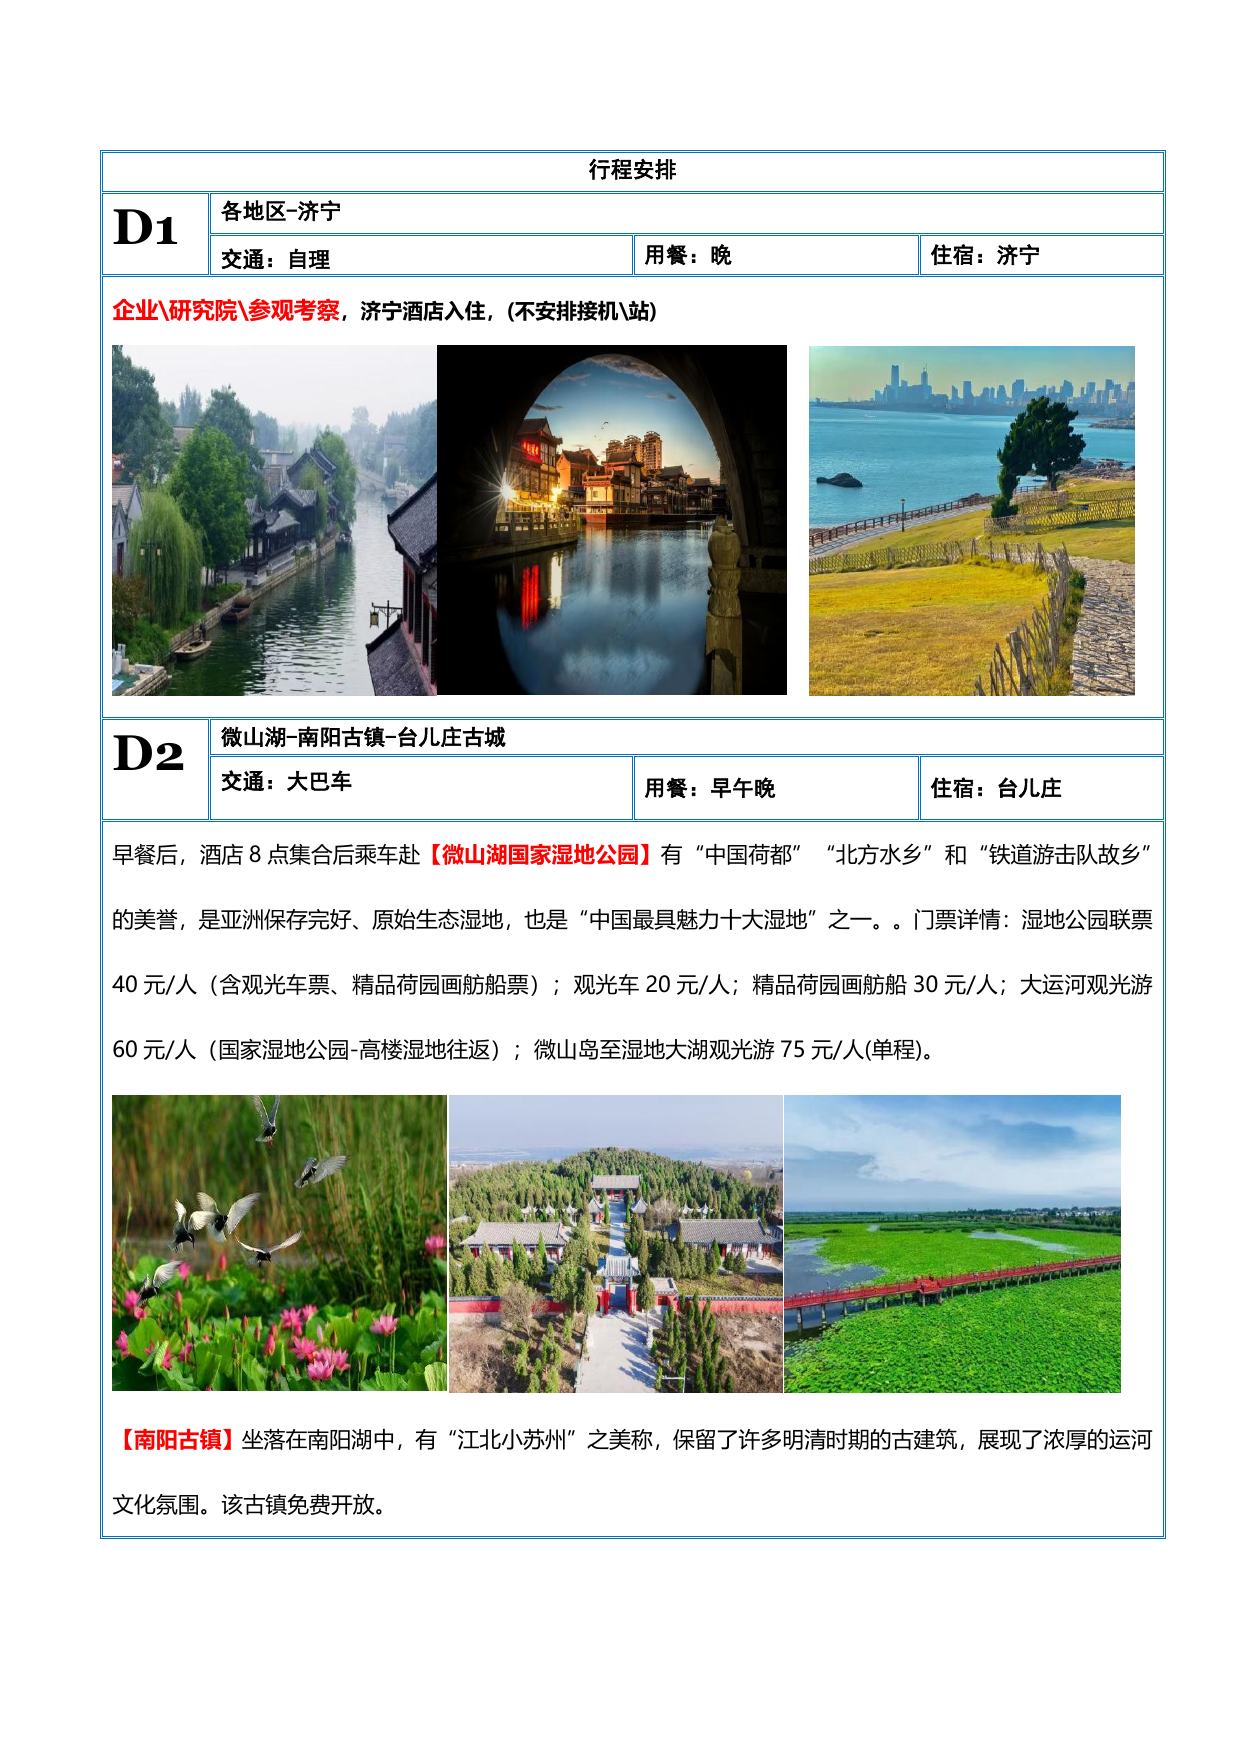 行程安排
D1
各地区-济宁
交通：自理
用餐：晚
住宿：济宁
企业\研究院\参观考察，济宁酒店入住，(不安排接机\站)
D2
微山湖-南阳古镇-台儿庄古城
交通：大巴车
用餐：早午晚
住宿：台儿庄
早餐后，酒店 8 点集合后乘车赴【微山湖国家湿地公园】有“中国荷都”“北方水乡”和“铁道游击队故乡”
的美誉，是亚洲保存完好、原始生态湿地，也是“中国最具魅力十大湿地”之一。。门票详情：湿地公园联票
40 元/人（含观光车票、精品荷园画舫船票）；观光车 20 元/人；精品荷园画舫船 30 元/人；大运河观光游
60 元/人（国家湿地公园-高楼湿地往返）；微山岛至湿地大湖观光游 75 元/人(单程)。
【南阳古镇】坐落在南阳湖中，有“江北小苏州”之美称，保留了许多明清时期的古建筑，展现了浓厚的运河
文化氛围。该古镇免费开放。